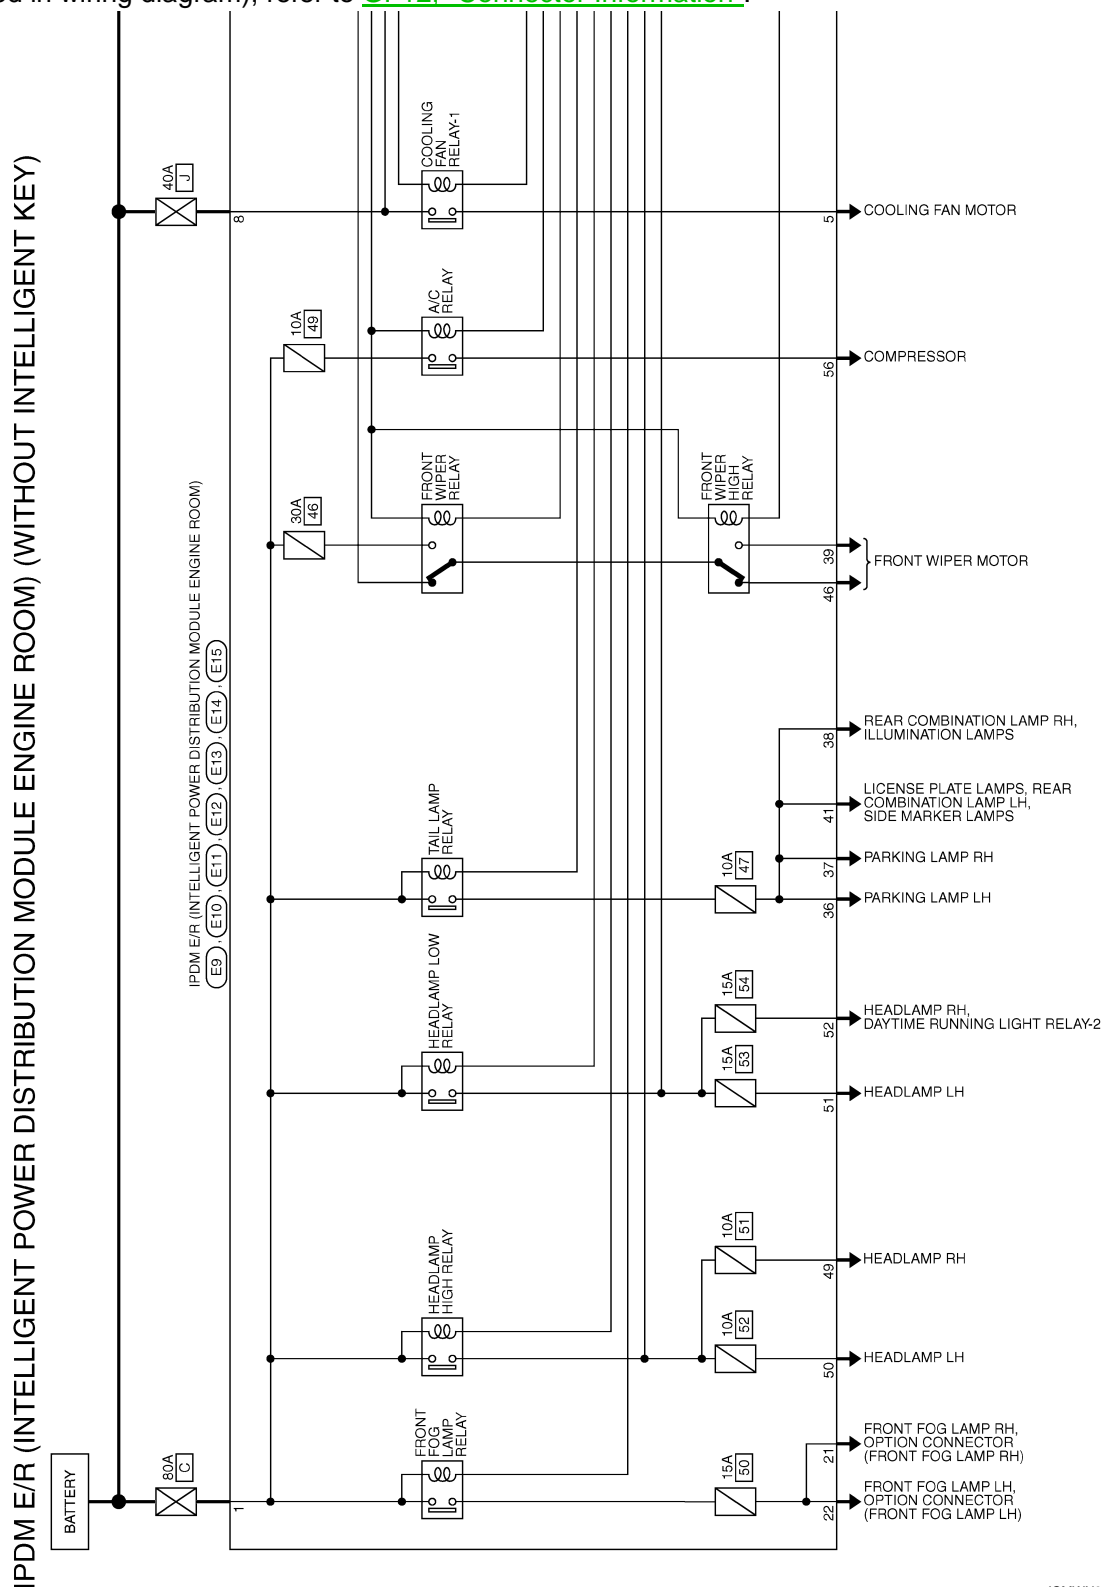 ed in wiring diagram), refer to
IPDM E/R (INTELLIGENT POWER DISTRIBUTION MODULE ENGINE ROOM) (WITHOUT INTELLIGENT KEY)
40A
J
8
COOLING
FAN
RELAY-1
5
COOLING FAN MOTOR
10A
49
A/C
RELAY
56
COMPRESSOR
30A
46
FRONT
WIPER
RELAY
FRONT
WIPER
HIGH
RELAY
39
46
FRONT WIPER MOTOR
IPDM E/R (INTELLIGENT POWER DISTRIBUTION MODULE ENGINE ROOM)
E9 , E10 , E11 , E12 , E13 , E14 , E15
38
REAR COMBINATION LAMP RH,
ILLUMINATION LAMPS
41
LICENSE PLATE LAMPS, REAR
COMBINATION LAMP LH,
SIDE MARKER LAMPS
TAIL LAMP
RELAY
10A
47
37
PARKING LAMP RH
36
PARKING LAMP LH
HEADLAMP LOW
RELAY
15A
54
52
HEADLAMP RH,
DAYTIME RUNNING LIGHT RELAY-2
15A
53
51
HEADLAMP LH
HEADLAMP
HIGH RELAY
10A
51
49
HEADLAMP RH
10A
52
50
HEADLAMP LH
BATTERY
80A
C
1
FRONT
FOG
LAMP
RELAY
15A
50
21
FRONT FOG LAMP RH,
OPTION CONNECTOR
(FRONT FOG LAMP RH)
22
FRONT FOG LAMP LH,
OPTION CONNECTOR
(FRONT FOG LAMP LH)